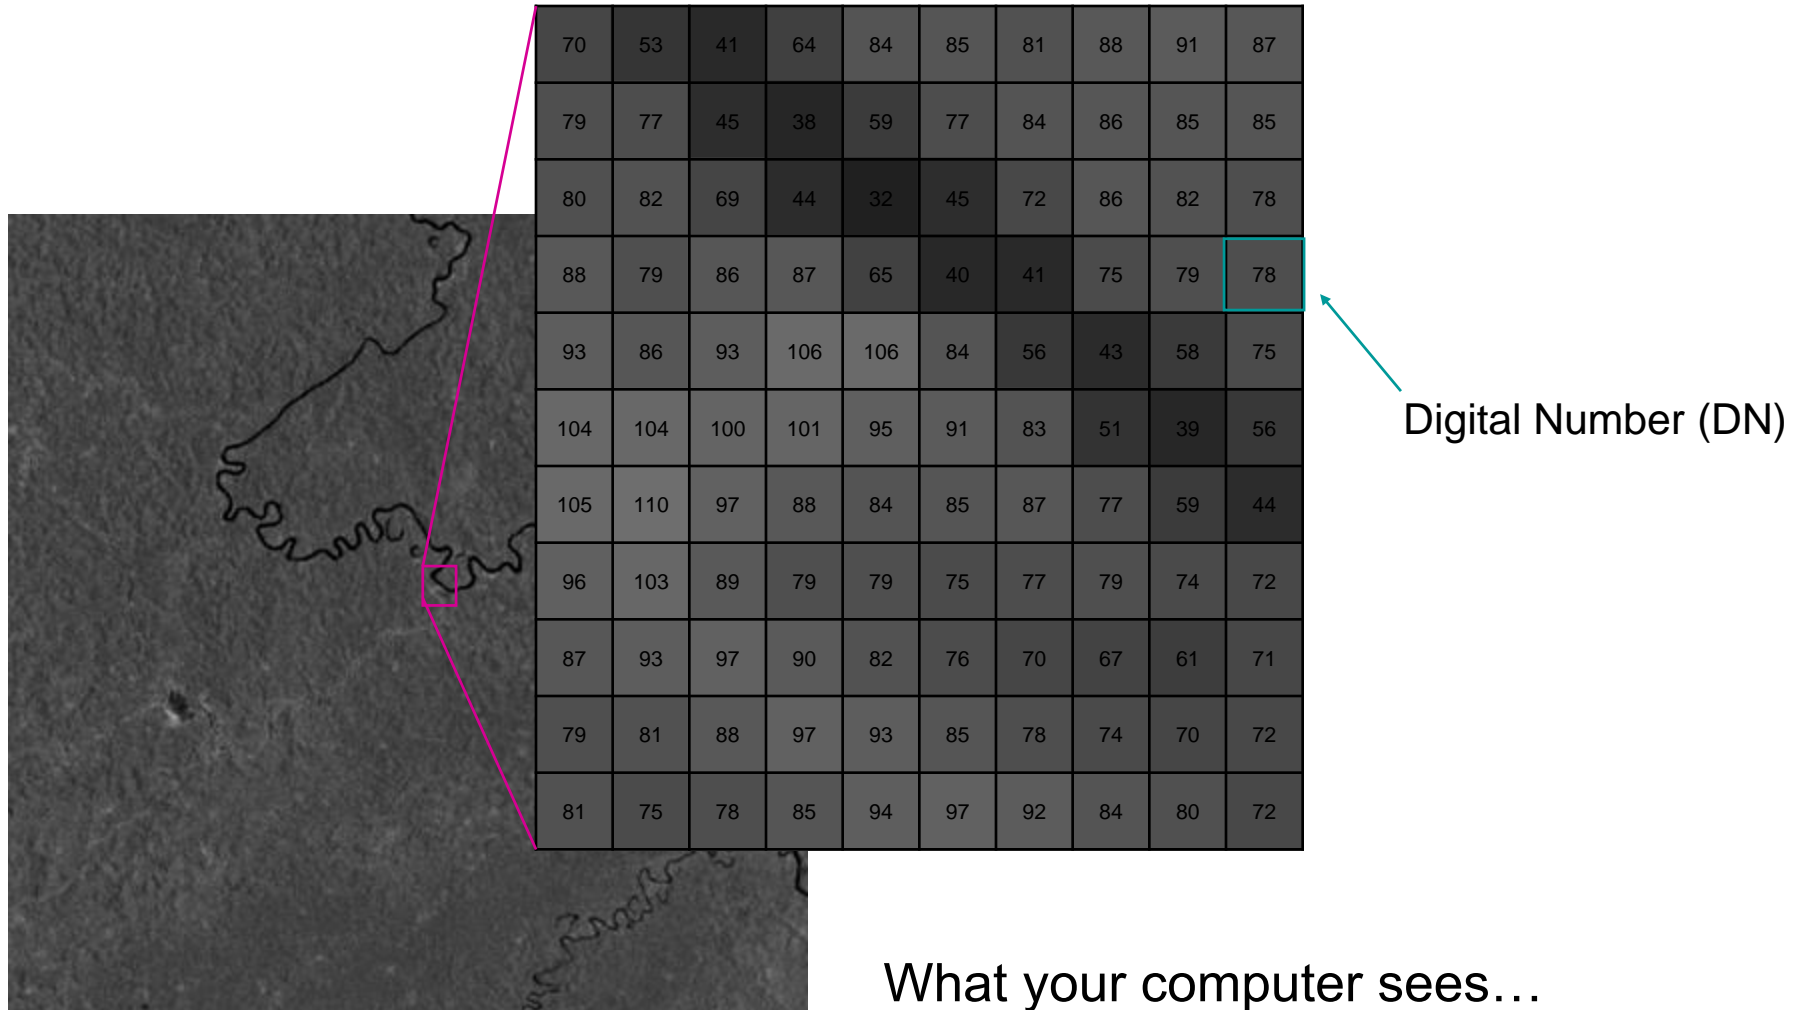 70 53 41 64 84 85 81 88 91 87
79 77 45 38 59 77 84 86 85 85
80 82 69 44 32 45 72 86 82 78
88 79 86 87 65 40 41 75 79 78
93 86 93 106 106 84 56 43 58 75
104 104 100 101 95 91 83 51 39 56
105 110 97 88 84 85 87 77 59 44
96 103 89 79 79 75 77 79 74 72
87 93 97 90 82 76 70 67 61 71
79 81 88 97 93 85 78 74 70 72
81 75 78 85 94 97 92 84 80 72
Digital Number (DN)
What your computer sees…